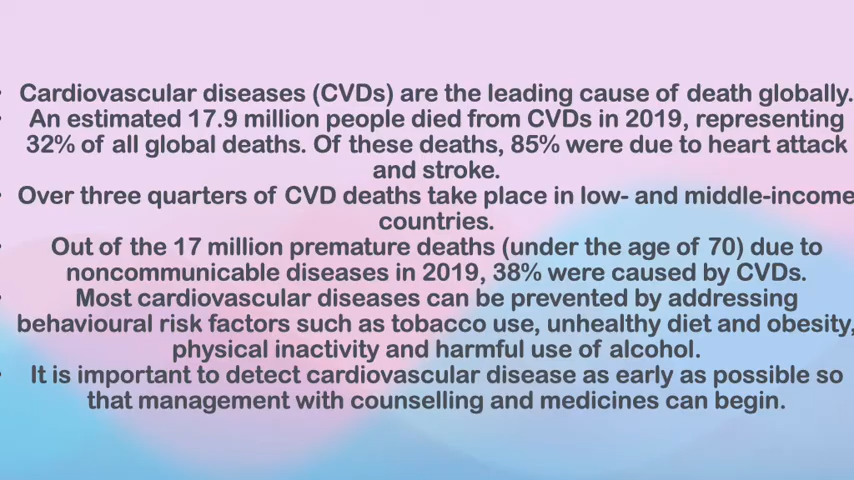 • Cardiovascular diseases (CVDs) are the leading cause of death globally.
• An estimated 17.9 million people died from CVDs in 2019, representing
32% of all global deaths. Of these deaths, 85% were due to heart attack
and stroke.
• Over three quarters of CVD deaths take place in low- and middle-income
countries.
• Out of the 17 million premature deaths (under the age of 70) due to
noncommunicable diseases in 2019, 38% were caused by CVDs.
• Most cardiovascular diseases can be prevented by addressing
behavioural risk factors such as tobacco use, unhealthy diet and obesity,
physical inactivity and harmful use of alcohol.
• It is important to detect cardiovascular disease as early as possible so
that management with counselling and medicines can begin.